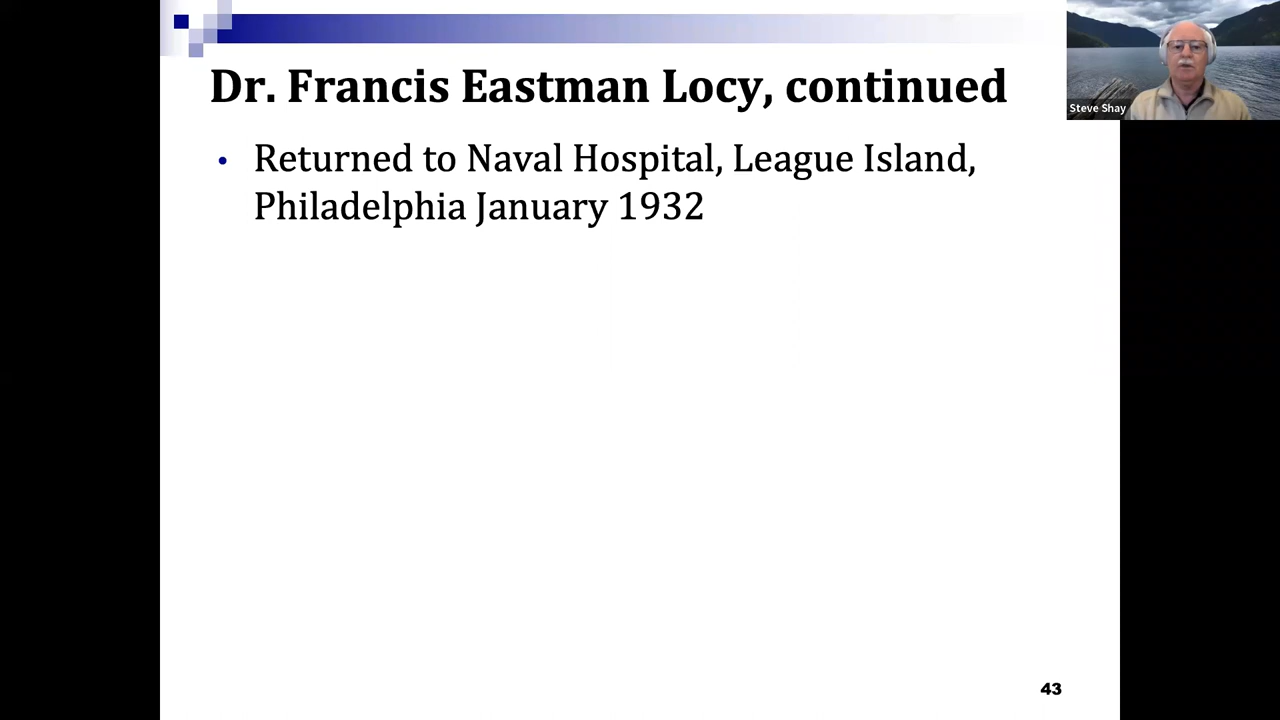 Dr. Francis Eastman Locy, continued
Steve Shay
• Returned to Naval Hospital, League Island,
Philadelphia January 1932
43